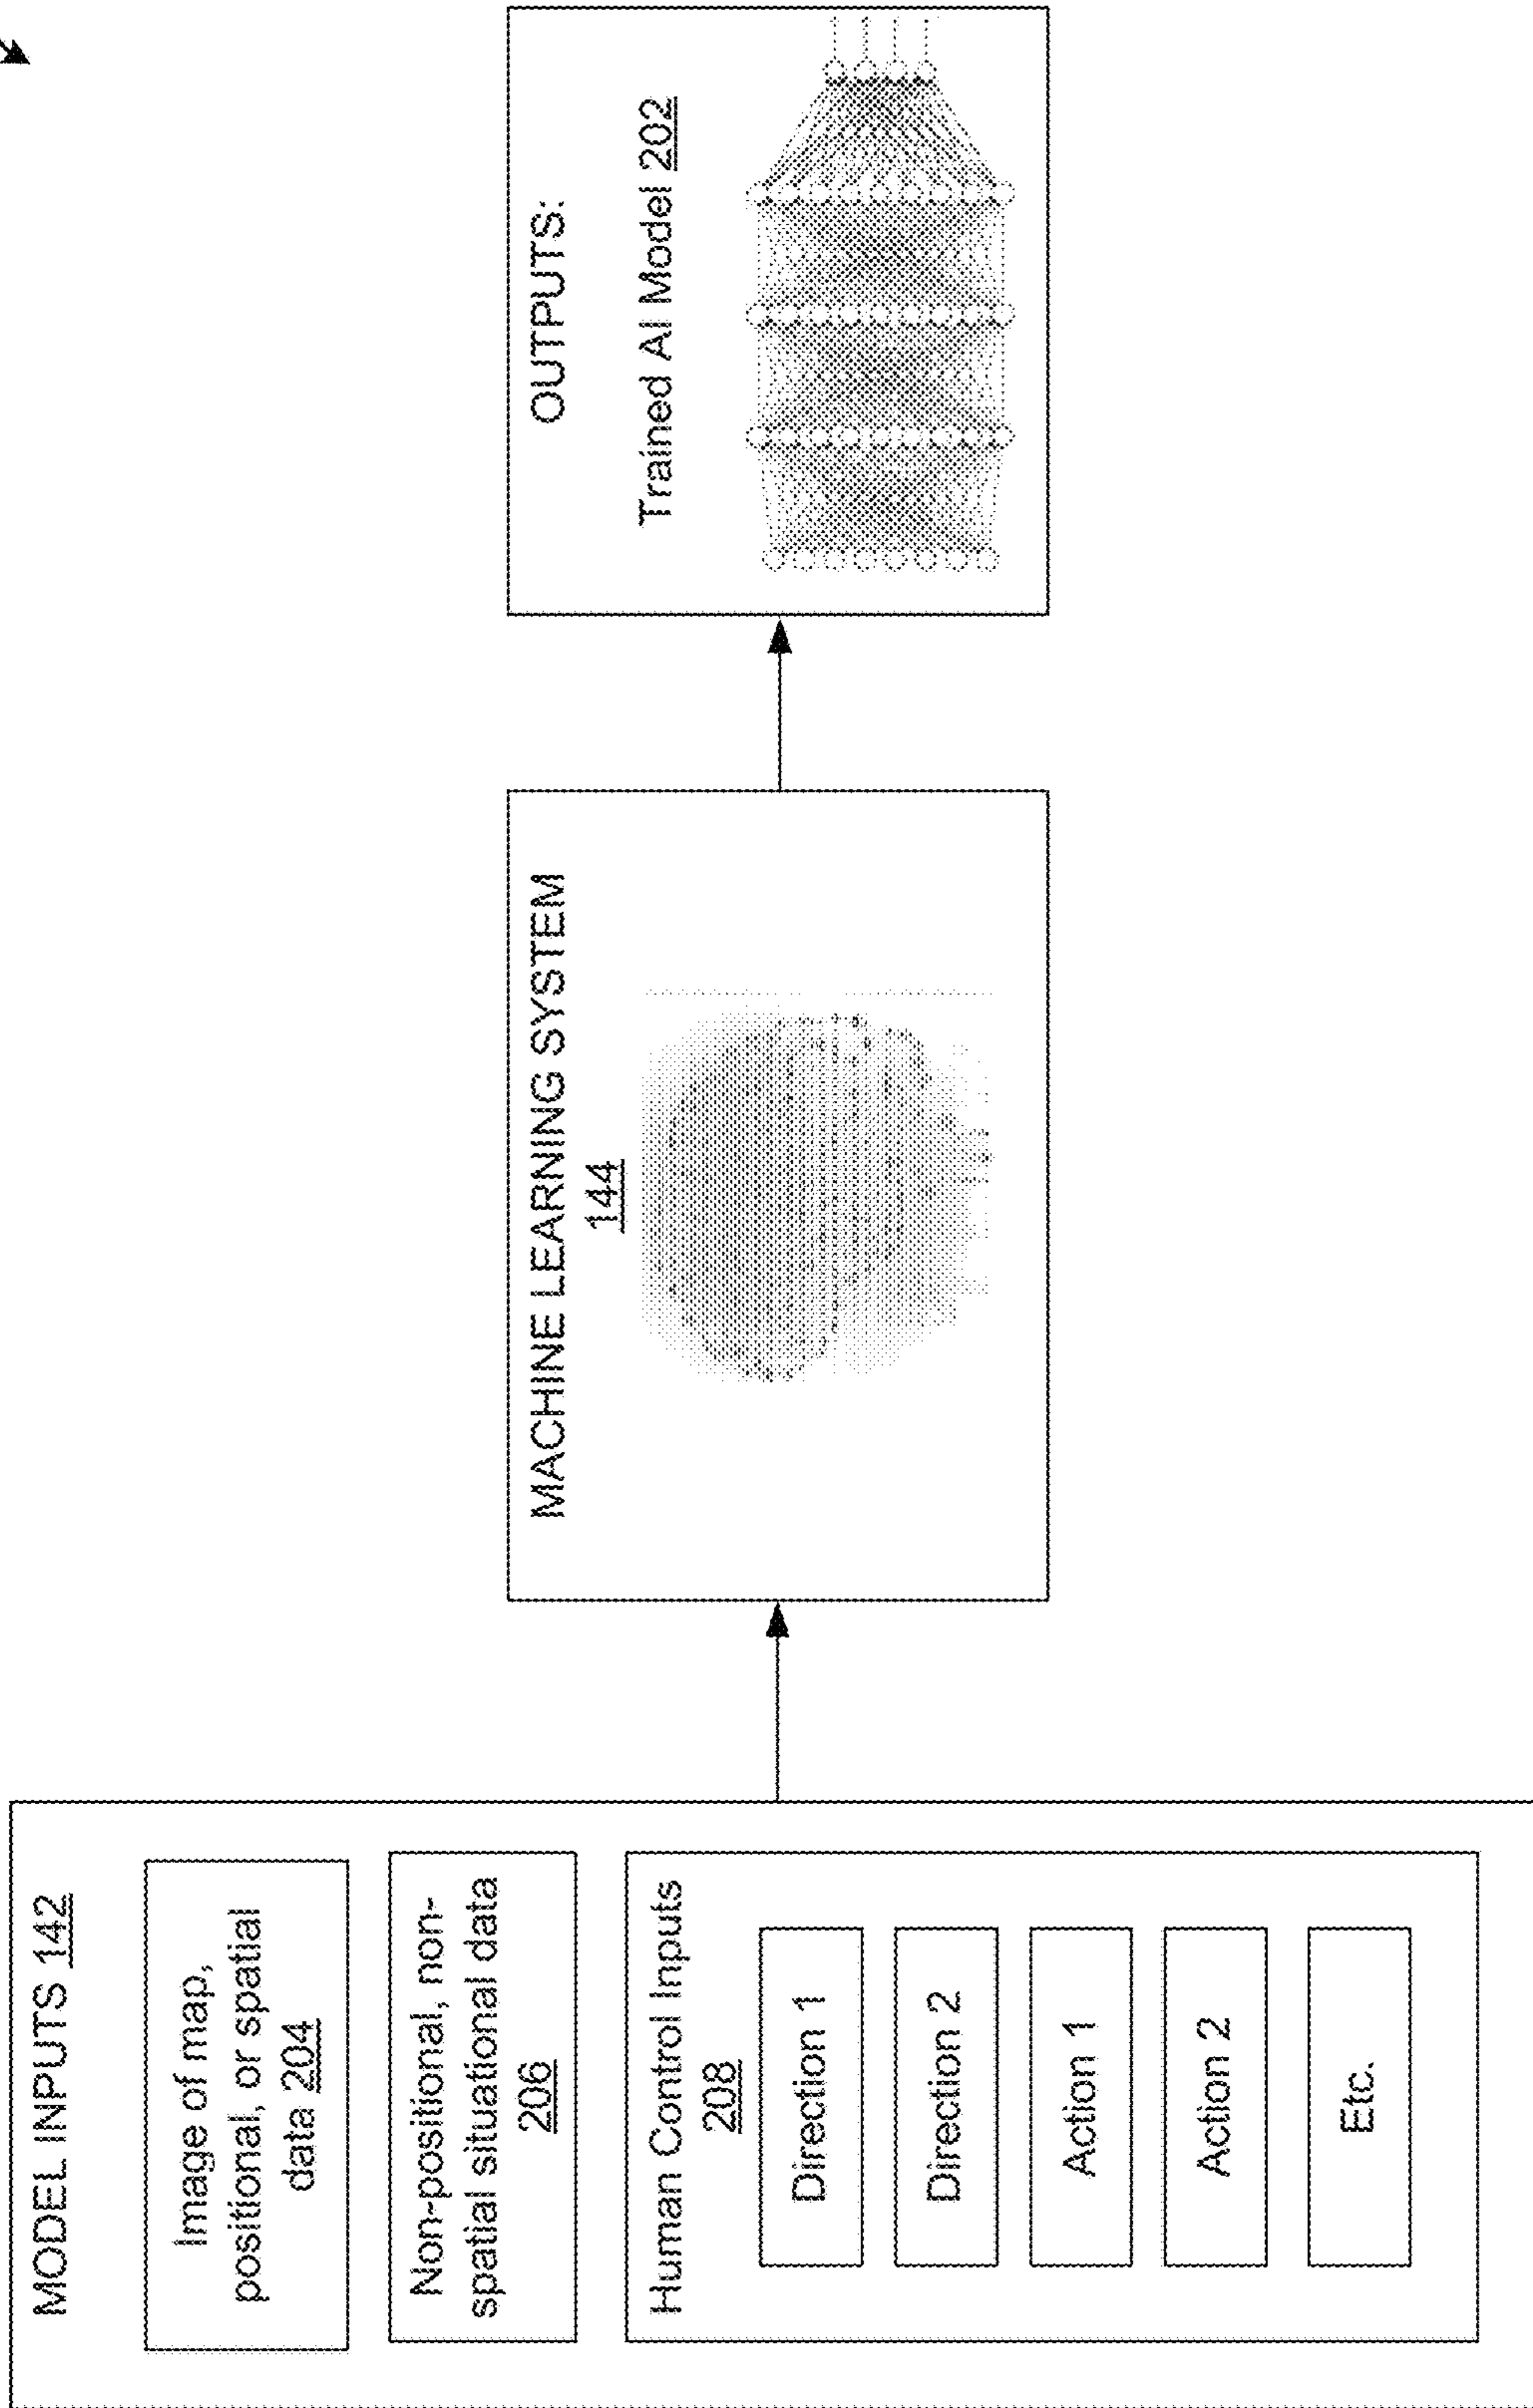 MODEL INPUTS 142
Image of map,
positional, or spatial
data 204
Non-positional, non-
spatial situational data
206
Human Control Inputs
208
Direction 1
Direction 2
Action 1
Action 2
Etc.
MACHINE LEARNING SYSTEM
144
OUTPUTS:
Trained AI Model 202